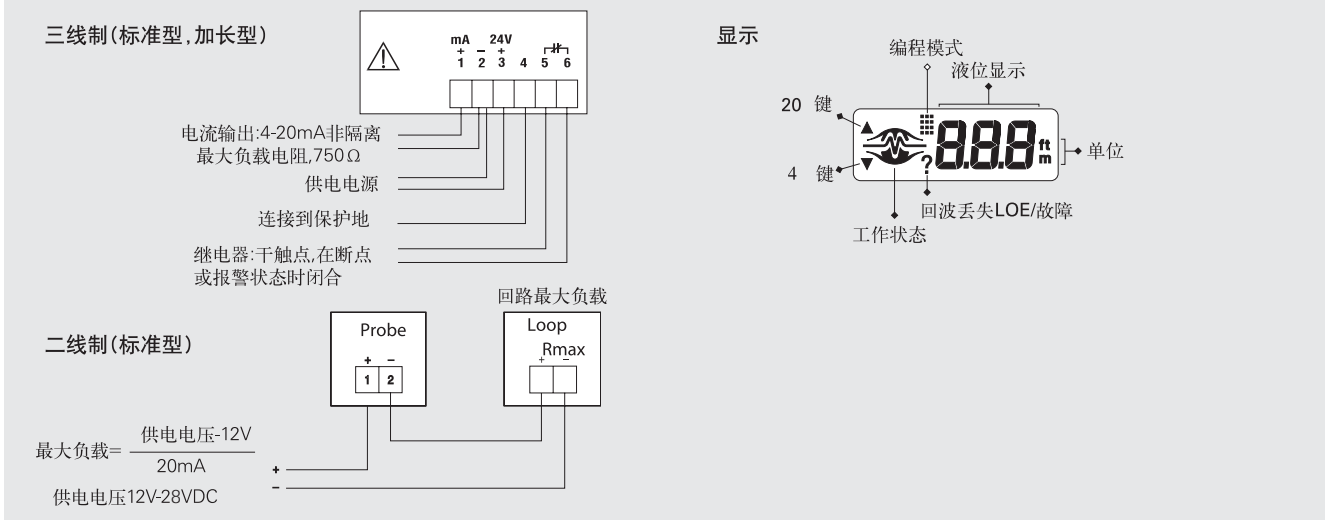 三线制(标准型,加长型)
mA 24V
+ − +
1 2 3 4 5 6
电流输出:4-20mA非隔离
最大负载电阻,750Ω
供电电源
连接到保护地
继电器:干触点,在断点
或报警状态时闭合
二线制(标准型)
Probe
+ −
1 2
回路最大负载
Loop
Rmax
+ −
最大负载= 供电电压-12V
20mA
+
−
供电电压12V-28VDC
显示
编程模式
液位显示
20 键
8.8.8
ft
m
单位
4 键
?
回波丢失LOE/故障
工作状态